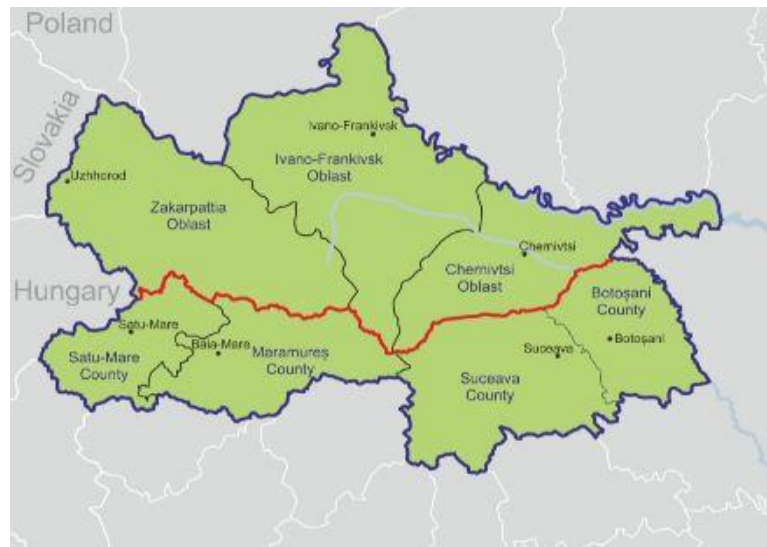 Poland
Slovakia
Ivano-Frankivsk
Ivano-Frankivsk
Oblast
Uzhhorod
Zakarpattia
Oblast
Chernivtsi
Chernivtsi
Oblast
Hungary
Botoșani
County
Satu-Mare
Baia-Mare
Maramureș
County
Satu-Mare
County
Botoșani
Suceava
Suceava
County